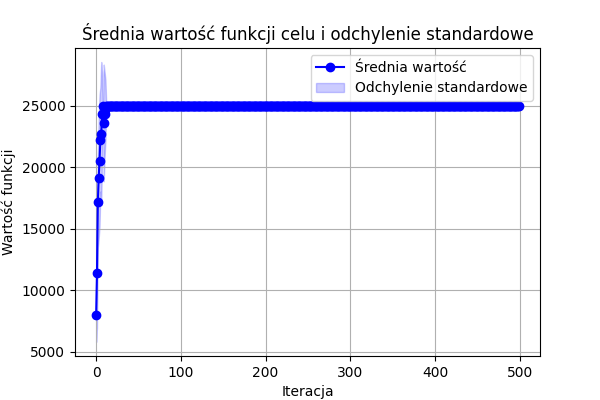 Średnia wartość funkcji celu i odchylenie standardowe
Średnia wartość
Odchylenie standardowe
Wartość funkcji
25000
20000
15000
10000
5000
0 100 200 300 400 500
Iteracja